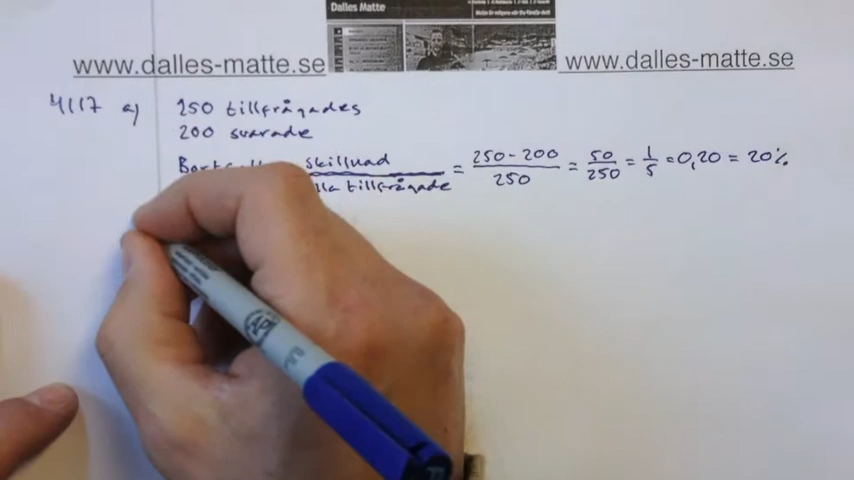 Dalles Matte
www.dalles-matte.se
www.dalles-matte.se
4117 a) 250 tillfrågades
200 svarade
skillnad = 250-200 / 250 = 50/250 = 1/5 = 0,20 = 20%
tillfrågade